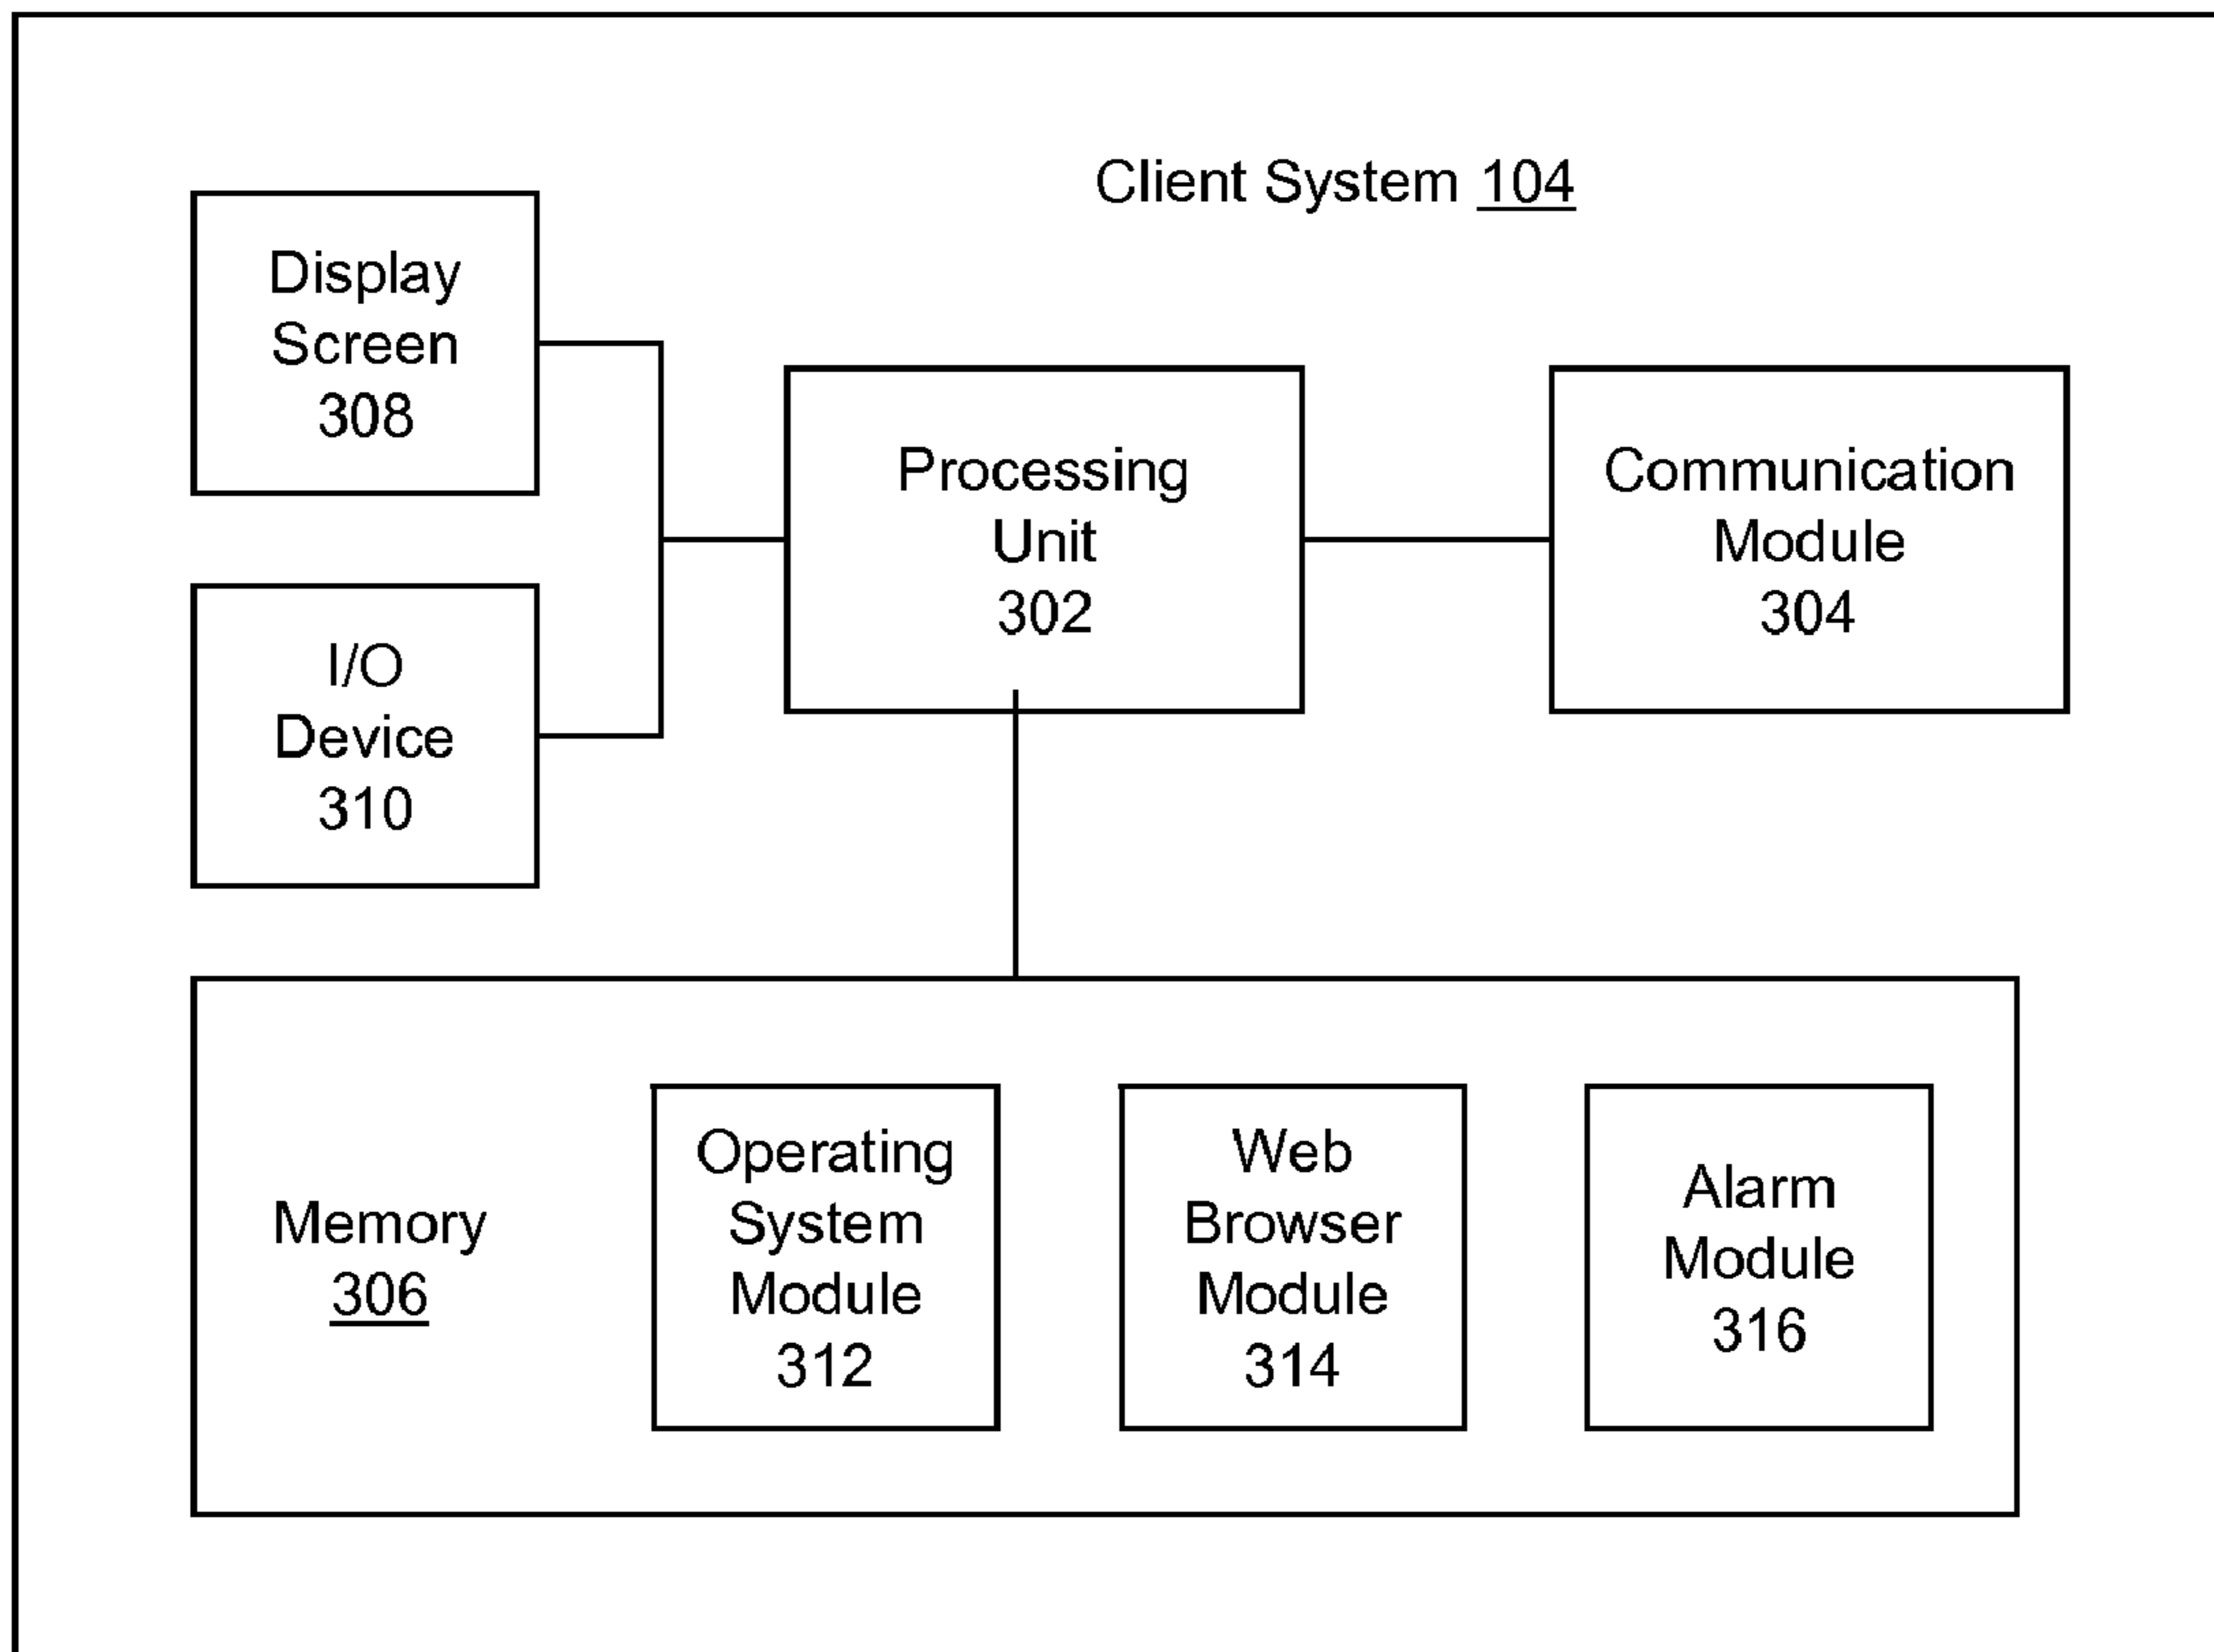 Client System 104
Display
Screen
308
Processing
Unit
302
Communication
Module
304
I/O
Device
310
Memory
306
Operating
System
Module
312
Web
Browser
Module
314
Alarm
Module
316